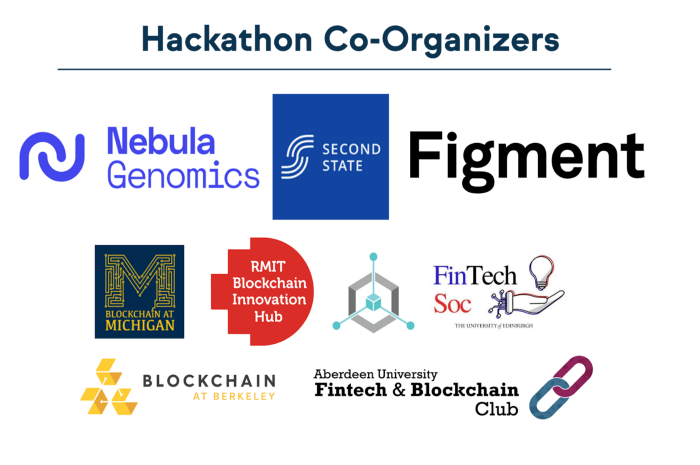 Hackathon Co-Organizers
Nebula
Genomics
SECOND
STATE
Figment
M
BLOCKCHAIN AT
MICHIGAN
RMIT
Blockchain
Innovation
Hub
FinTech
Soc
THE UNIVERSITY of EDINBURGH
BLOCKCHAIN
AT BERKELEY
Aberdeen University
Fintech & Blockchain
Club